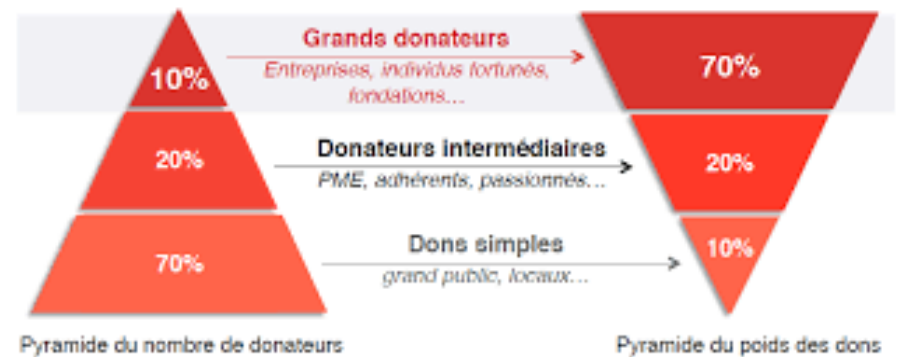 Grands donateurs
Entreprises, individus fortunés,
fondations...
10%
70%
Donateurs intermédiaires
PME, adhérents, passionnés...
20%
20%
Dons simples
grand public, locaux...
70%
10%
Pyramide du nombre de donateurs
Pyramide du poids des dons